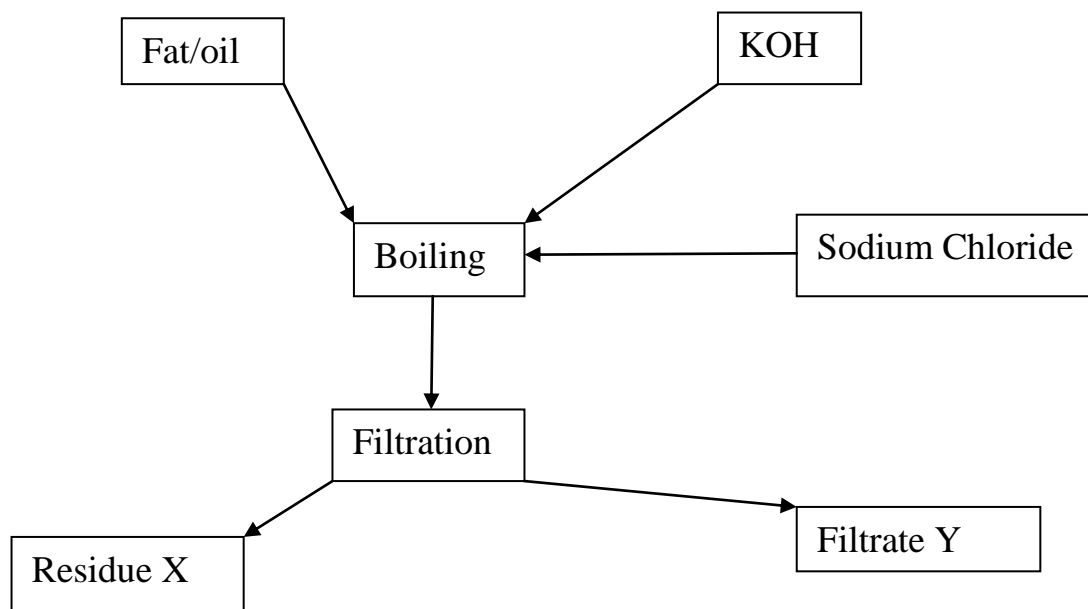 Fat/oil
KOH
Boiling
Sodium Chloride
Filtration
Residue X
Filtrate Y